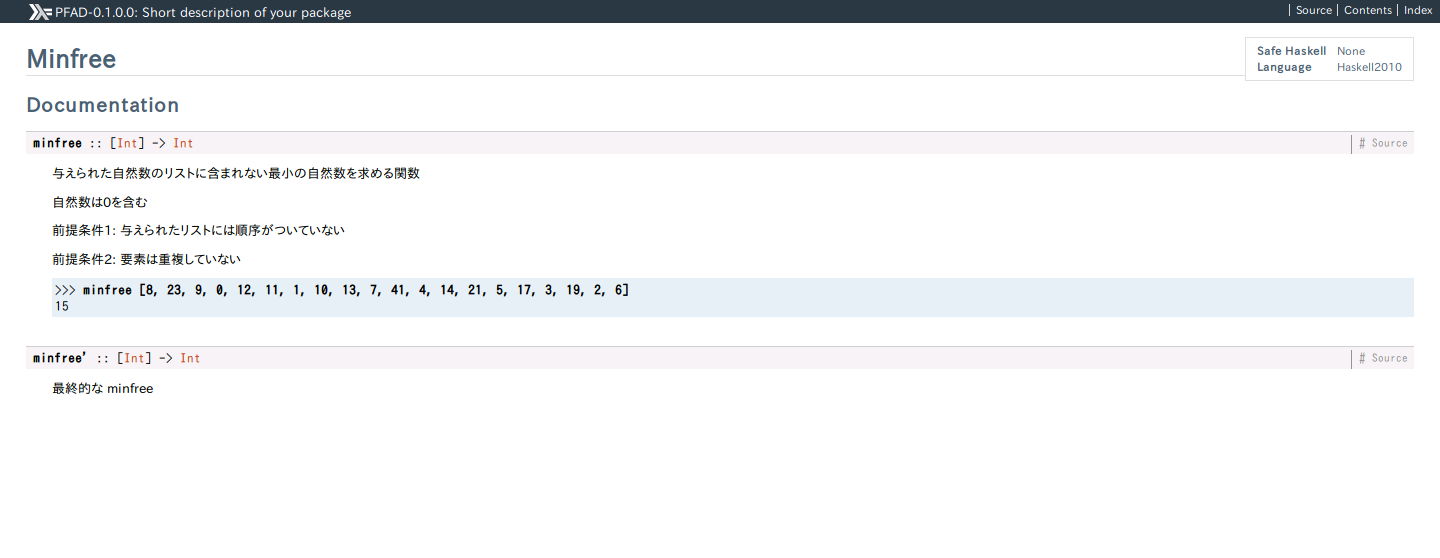 PFAD-0.1.0.0: Short description of your package
Source
Contents
Index
Minfree
Safe Haskell None
Language Haskell2010
Documentation
minfree :: [Int] -> Int
# Source
与えられた自然数のリストに含まれない最小の自然数を求める関数
自然数は0を含む
前提条件1: 与えられたリストには順序がついていない
前提条件2: 要素は重複していない
>>> minfree [8, 23, 9, 0, 12, 11, 1, 10, 13, 7, 41, 4, 14, 21, 5, 17, 3, 19, 2, 6]
15
minfree' :: [Int] -> Int
# Source
最終的な minfree